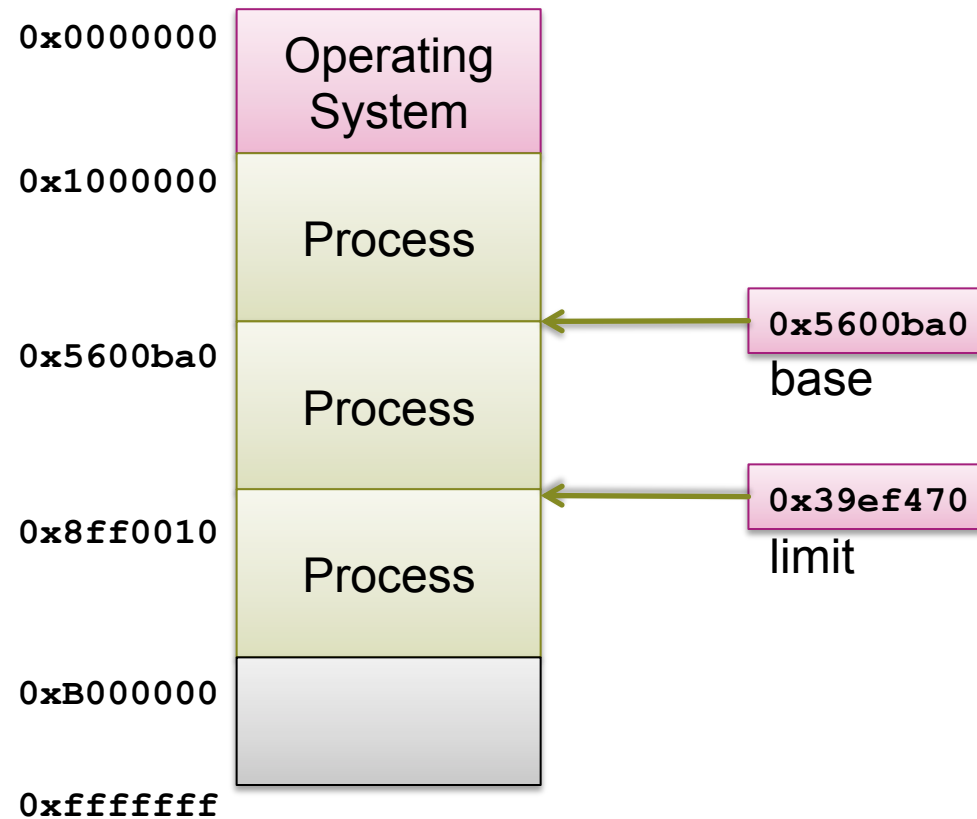 0x0000000
Operating
System
0x1000000
Process
0x5600ba0
base
0x5600ba0
Process
0x39ef470
limit
0x8ff0010
Process
0xB000000
0xfffffff